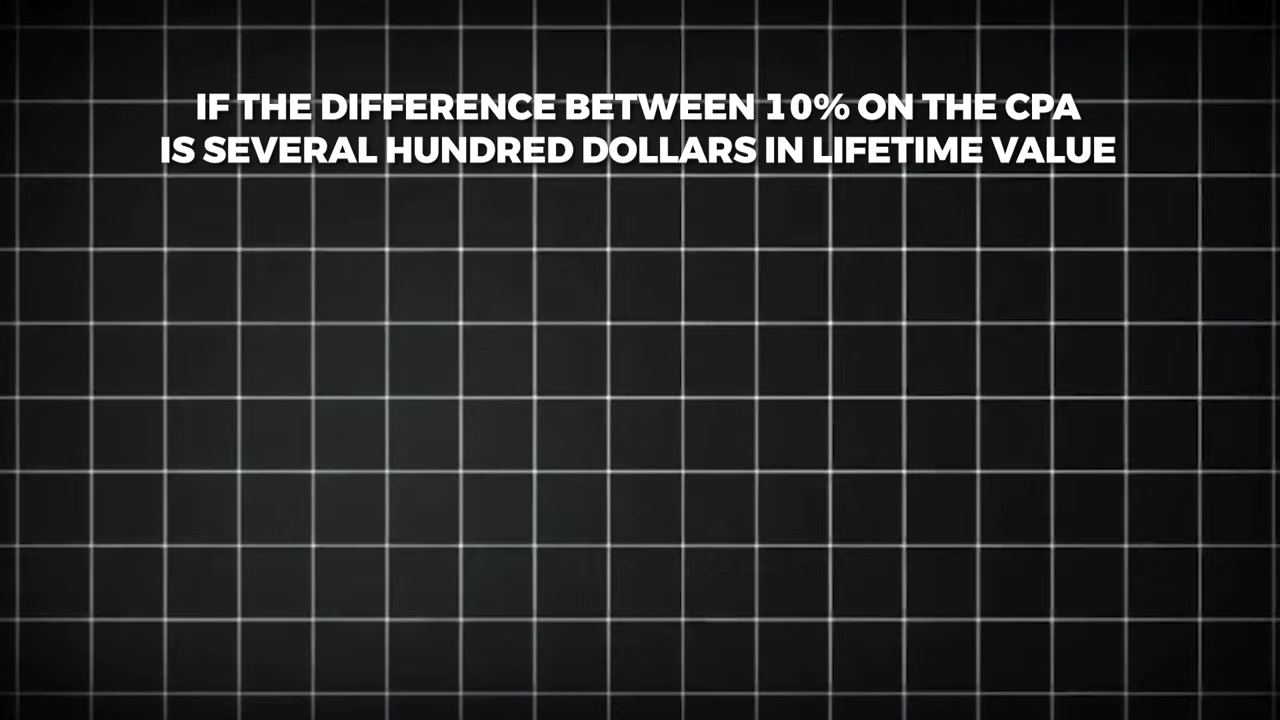 IF THE DIFFERENCE BETWEEN 10% ON THE CPA
IS SEVERAL HUNDRED DOLLARS IN LIFETIME VALUE